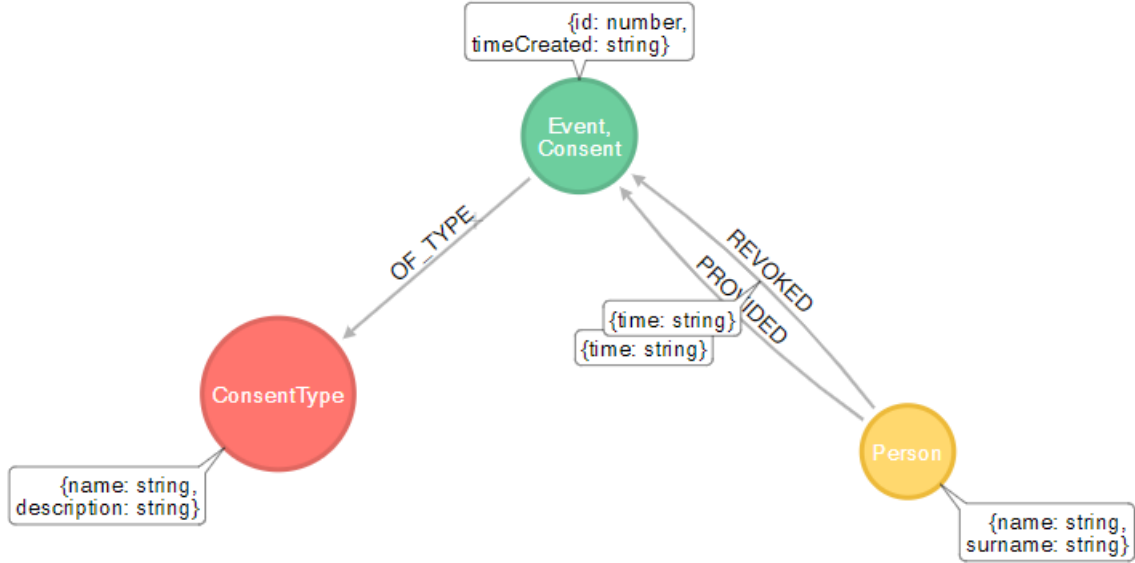 {id: number,
timeCreated: string}
Event,
Consent
OF_TYPE
REVOKED
PROVIDED
{time: string}
{time: string}
ConsentType
Person
{name: string,
description: string}
{name: string,
surname: string}